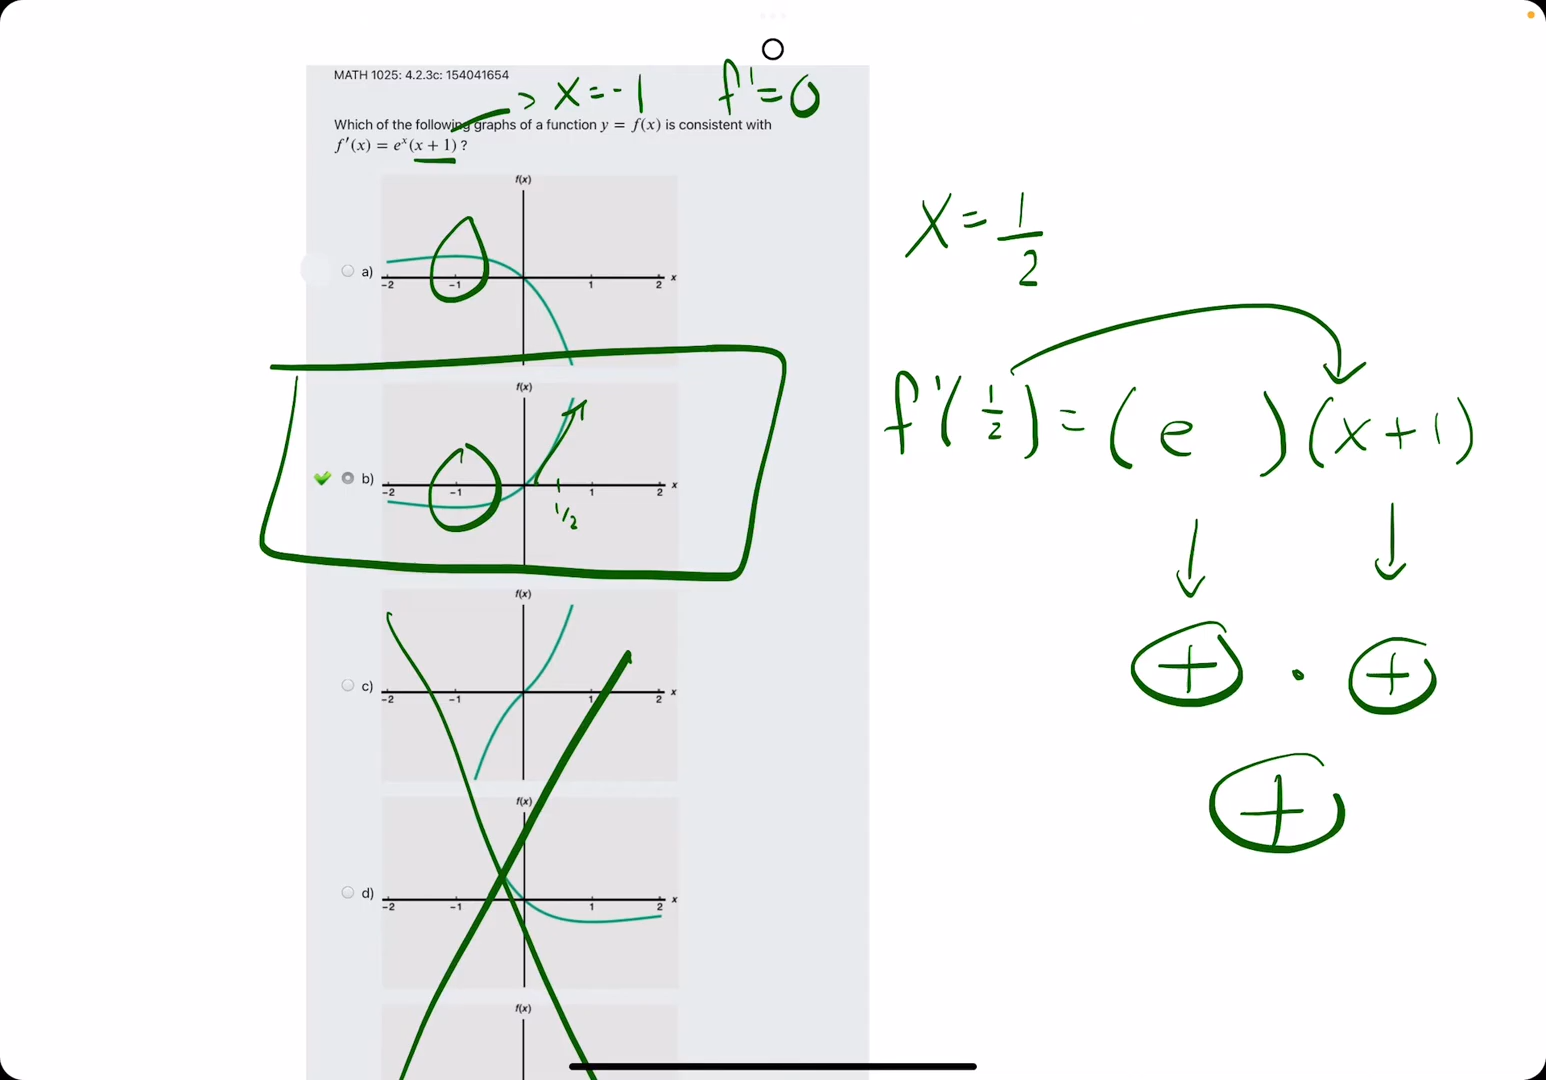 MATH 1025: 4.2.3c: 154041654
x = -1 f' = 0
Which of the following graphs of a function y = f(x) is consistent with
f'(x) = eˣ(x + 1) ?
f(x)
a) -2 -1 1 2 x
f(x)
b) -2 -1 1 2 x
1/2
f(x)
c) -2 -1 1 2 x
f(x)
d) -2 -1 1 2 x
f(x)
X = 1/2
f'(1/2) = (e )(x+1)
+ · +
+